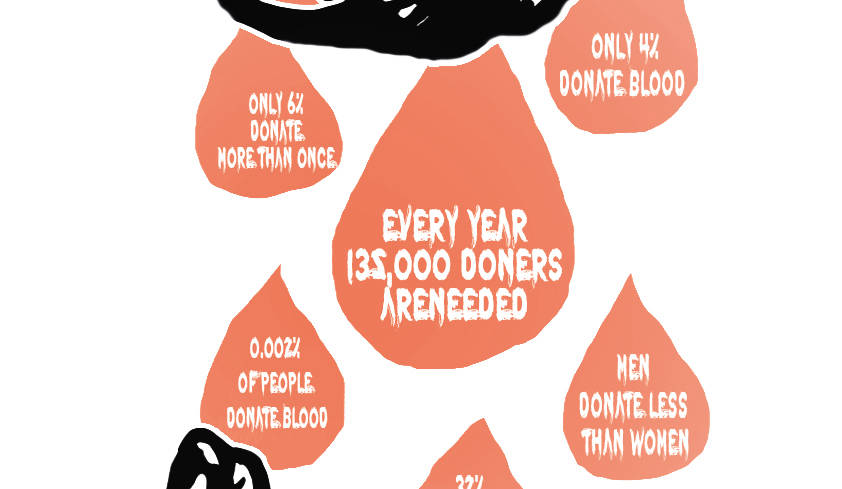 ONLY 4%
DONATE BLOOD
ONLY 6%
DONATE
MORE THAN ONCE
EVERY YEAR
135,000 DONERS
ARENEEDED
0.002%
OF PEOPLE
DONATE BLOOD
MEN
DONATE LESS
THAN WOMEN